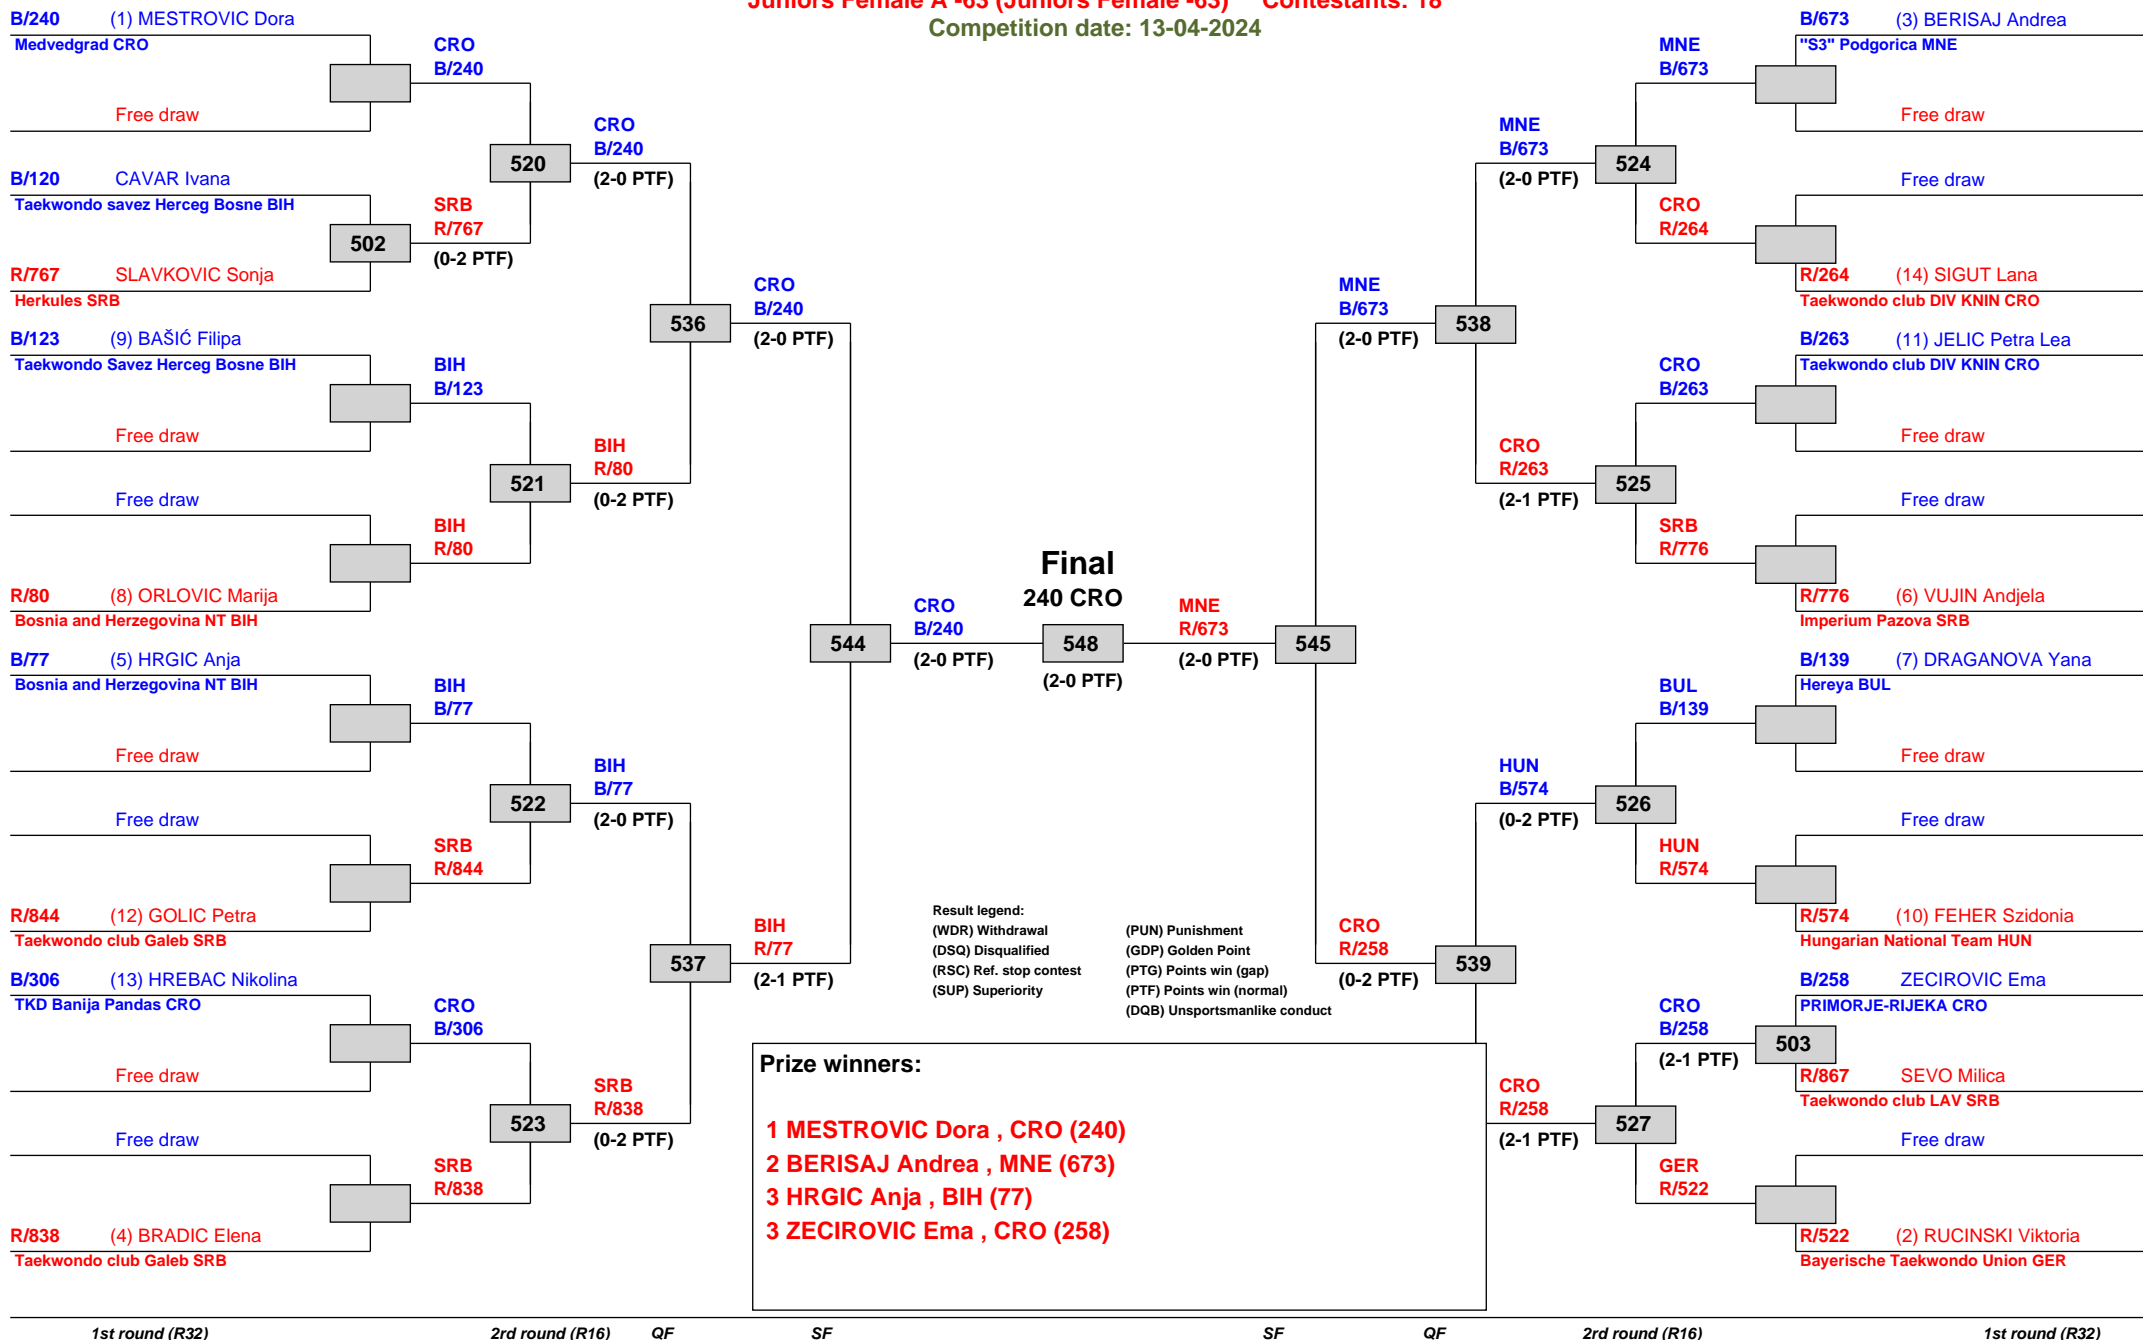 Juniors Female A -63 (Juniors Female -63) Contestants: 18
Competition date: 13-04-2024
B/240 (1) MESTROVIC Dora
Medvedgrad CRO
Free draw
B/120 CAVAR Ivana
Taekwondo savez Herceg Bosne BIH
502
R/767 SLAVKOVIC Sonja
Herkules SRB
B/123 (9) BAŠIĆ Filipa
Taekwondo Savez Herceg Bosne BIH
Free draw
Free draw
R/80 (8) ORLOVIC Marija
Bosnia and Herzegovina NT BIH
B/77 (5) HRGIC Anja
Bosnia and Herzegovina NT BIH
Free draw
Free draw
R/844 (12) GOLIC Petra
Taekwondo club Galeb SRB
B/306 (13) HREBAC Nikolina
TKD Banija Pandas CRO
Free draw
Free draw
R/838 (4) BRADIC Elena
Taekwondo club Galeb SRB
CRO
B/240
520
SRB
R/767
(0-2 PTF)
BIH
B/123
521
BIH
R/80
BIH
B/77
522
SRB
R/844
CRO
B/306
523
SRB
R/838
CRO
B/240
(2-0 PTF)
536
BIH
R/80
(0-2 PTF)
BIH
B/77
(2-0 PTF)
537
SRB
R/838
(0-2 PTF)
CRO
B/240
(2-0 PTF)
544
BIH
R/77
(2-1 PTF)
CRO
B/240
(2-0 PTF)
Final
240 CRO
548
(2-0 PTF)
MNE
R/673
(2-0 PTF)
MNE
B/673
(2-0 PTF)
545
CRO
R/258
(0-2 PTF)
MNE
B/673
(2-0 PTF)
538
CRO
R/263
(2-1 PTF)
HUN
B/574
(0-2 PTF)
539
CRO
R/258
(2-1 PTF)
MNE
B/673
524
CRO
R/264
CRO
B/263
525
SRB
R/776
BUL
B/139
526
HUN
R/574
CRO
B/258
(2-1 PTF)
527
GER
R/522
B/673 (3) BERISAJ Andrea
"S3" Podgorica MNE
Free draw
Free draw
R/264 (14) SIGUT Lana
Taekwondo club DIV KNIN CRO
B/263 (11) JELIC Petra Lea
Taekwondo club DIV KNIN CRO
Free draw
Free draw
R/776 (6) VUJIN Andjela
Imperium Pazova SRB
B/139 (7) DRAGANOVA Yana
Hereya BUL
Free draw
Free draw
R/574 (10) FEHER Szidonia
Hungarian National Team HUN
B/258 ZECIROVIC Ema
PRIMORJE-RIJEKA CRO
503
R/867 SEVO Milica
Taekwondo club LAV SRB
Free draw
R/522 (2) RUCINSKI Viktoria
Bayerische Taekwondo Union GER
Result legend:
(WDR) Withdrawal (PUN) Punishment
(DSQ) Disqualified (GDP) Golden Point
(RSC) Ref. stop contest (PTG) Points win (gap)
(SUP) Superiority (PTF) Points win (normal)
(DQB) Unsportsmanlike conduct
Prize winners:
1 MESTROVIC Dora , CRO (240)
2 BERISAJ Andrea , MNE (673)
3 HRGIC Anja , BIH (77)
3 ZECIROVIC Ema , CRO (258)
1st round (R32) 2rd round (R16) QF SF SF QF 2rd round (R16) 1st round (R32)